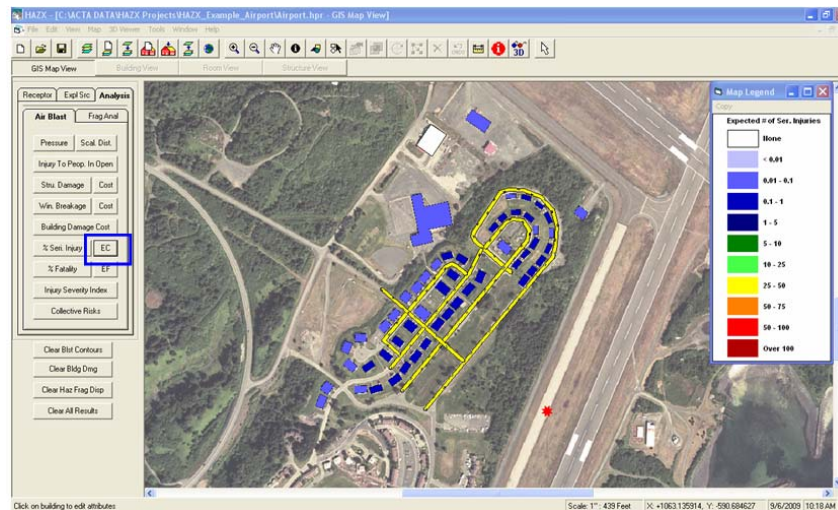 HAZX - [C:\ACTA DATA\HAZX Projects\HAZX_Example_Airport\Airport.hpr - GIS Map View]
File Edit View Map 3D Viewer Tools Window Help
3D
GIS Map View Building View Room View Structure View
Receptor Expl Src Analysis
Air Blast Frag Anal
Pressure Scal. Dist.
Injury To Peop. In Open
Stru. Damage Cost
Win. Breakage Cost
Building Damage Cost
% Seri. Injury EC
% Fatality EF
Injury Severity Index
Collective Risks
Clear Blst Contours
Clear Bldg Dmg
Clear Haz Frag Disp
Clear All Results
Map Legend
Copy
Expected # of Ser. Injuries
None
< 0.01
0.01 - 0.1
0.1 - 1
1 - 5
5 - 10
10 - 25
25 - 50
50 - 75
50 - 100
Over 100
Click on building to edit attributes
Scale: 1" : 439 Feet
X: +1063.135914, Y: -590.684627
9/6/2009
10:18 AM